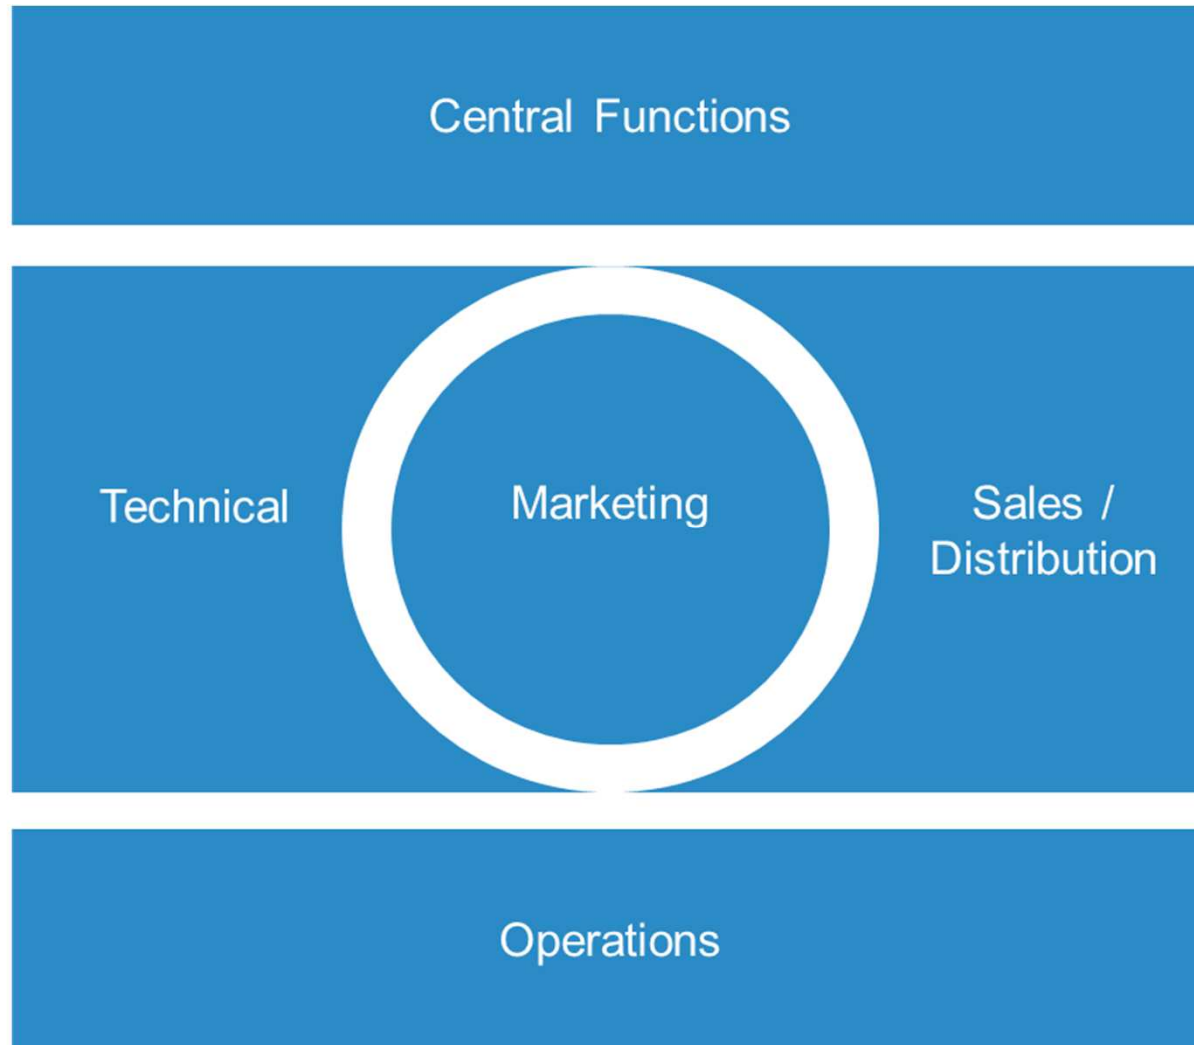 Central Functions
Technical
Marketing
Sales /
Distribution
Operations